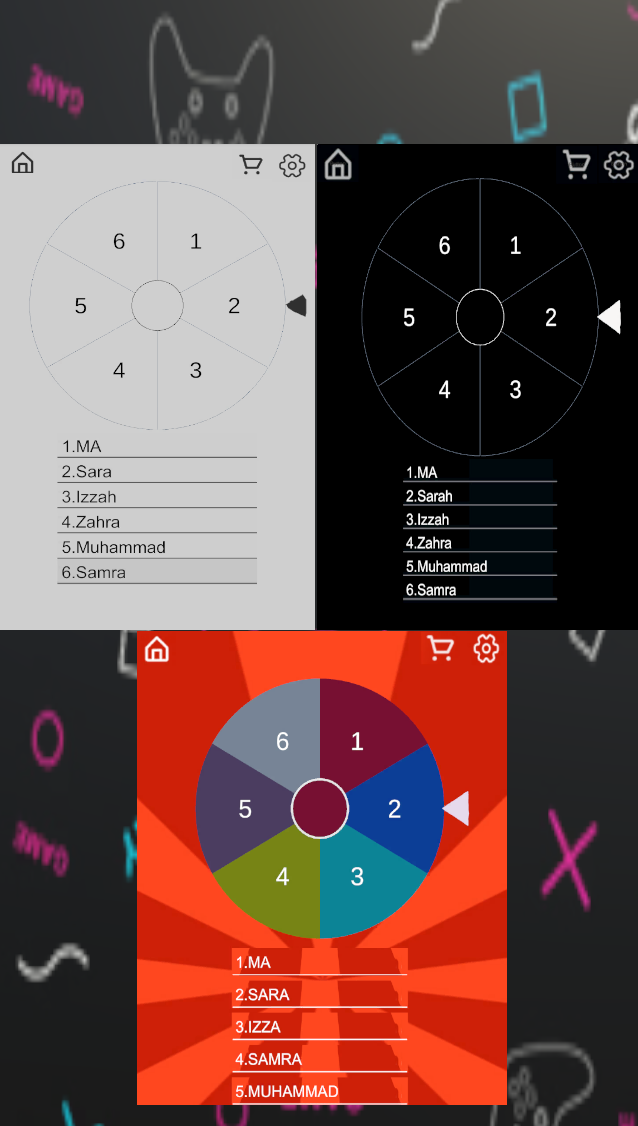 GAME
6 1
5 2
4 3
1.MA
2.Sara
3.Izzah
4.Zahra
5.Muhammad
6.Samra
6 1
5 2
4 3
1.MA
2.Sarah
3.Izzah
4.Zahra
5.Muhammad
6.Samra
GAME
6 1
5 2
4 3
1.MA
2.SARA
3.IZZA
4.SAMRA
5.MUHAMMAD